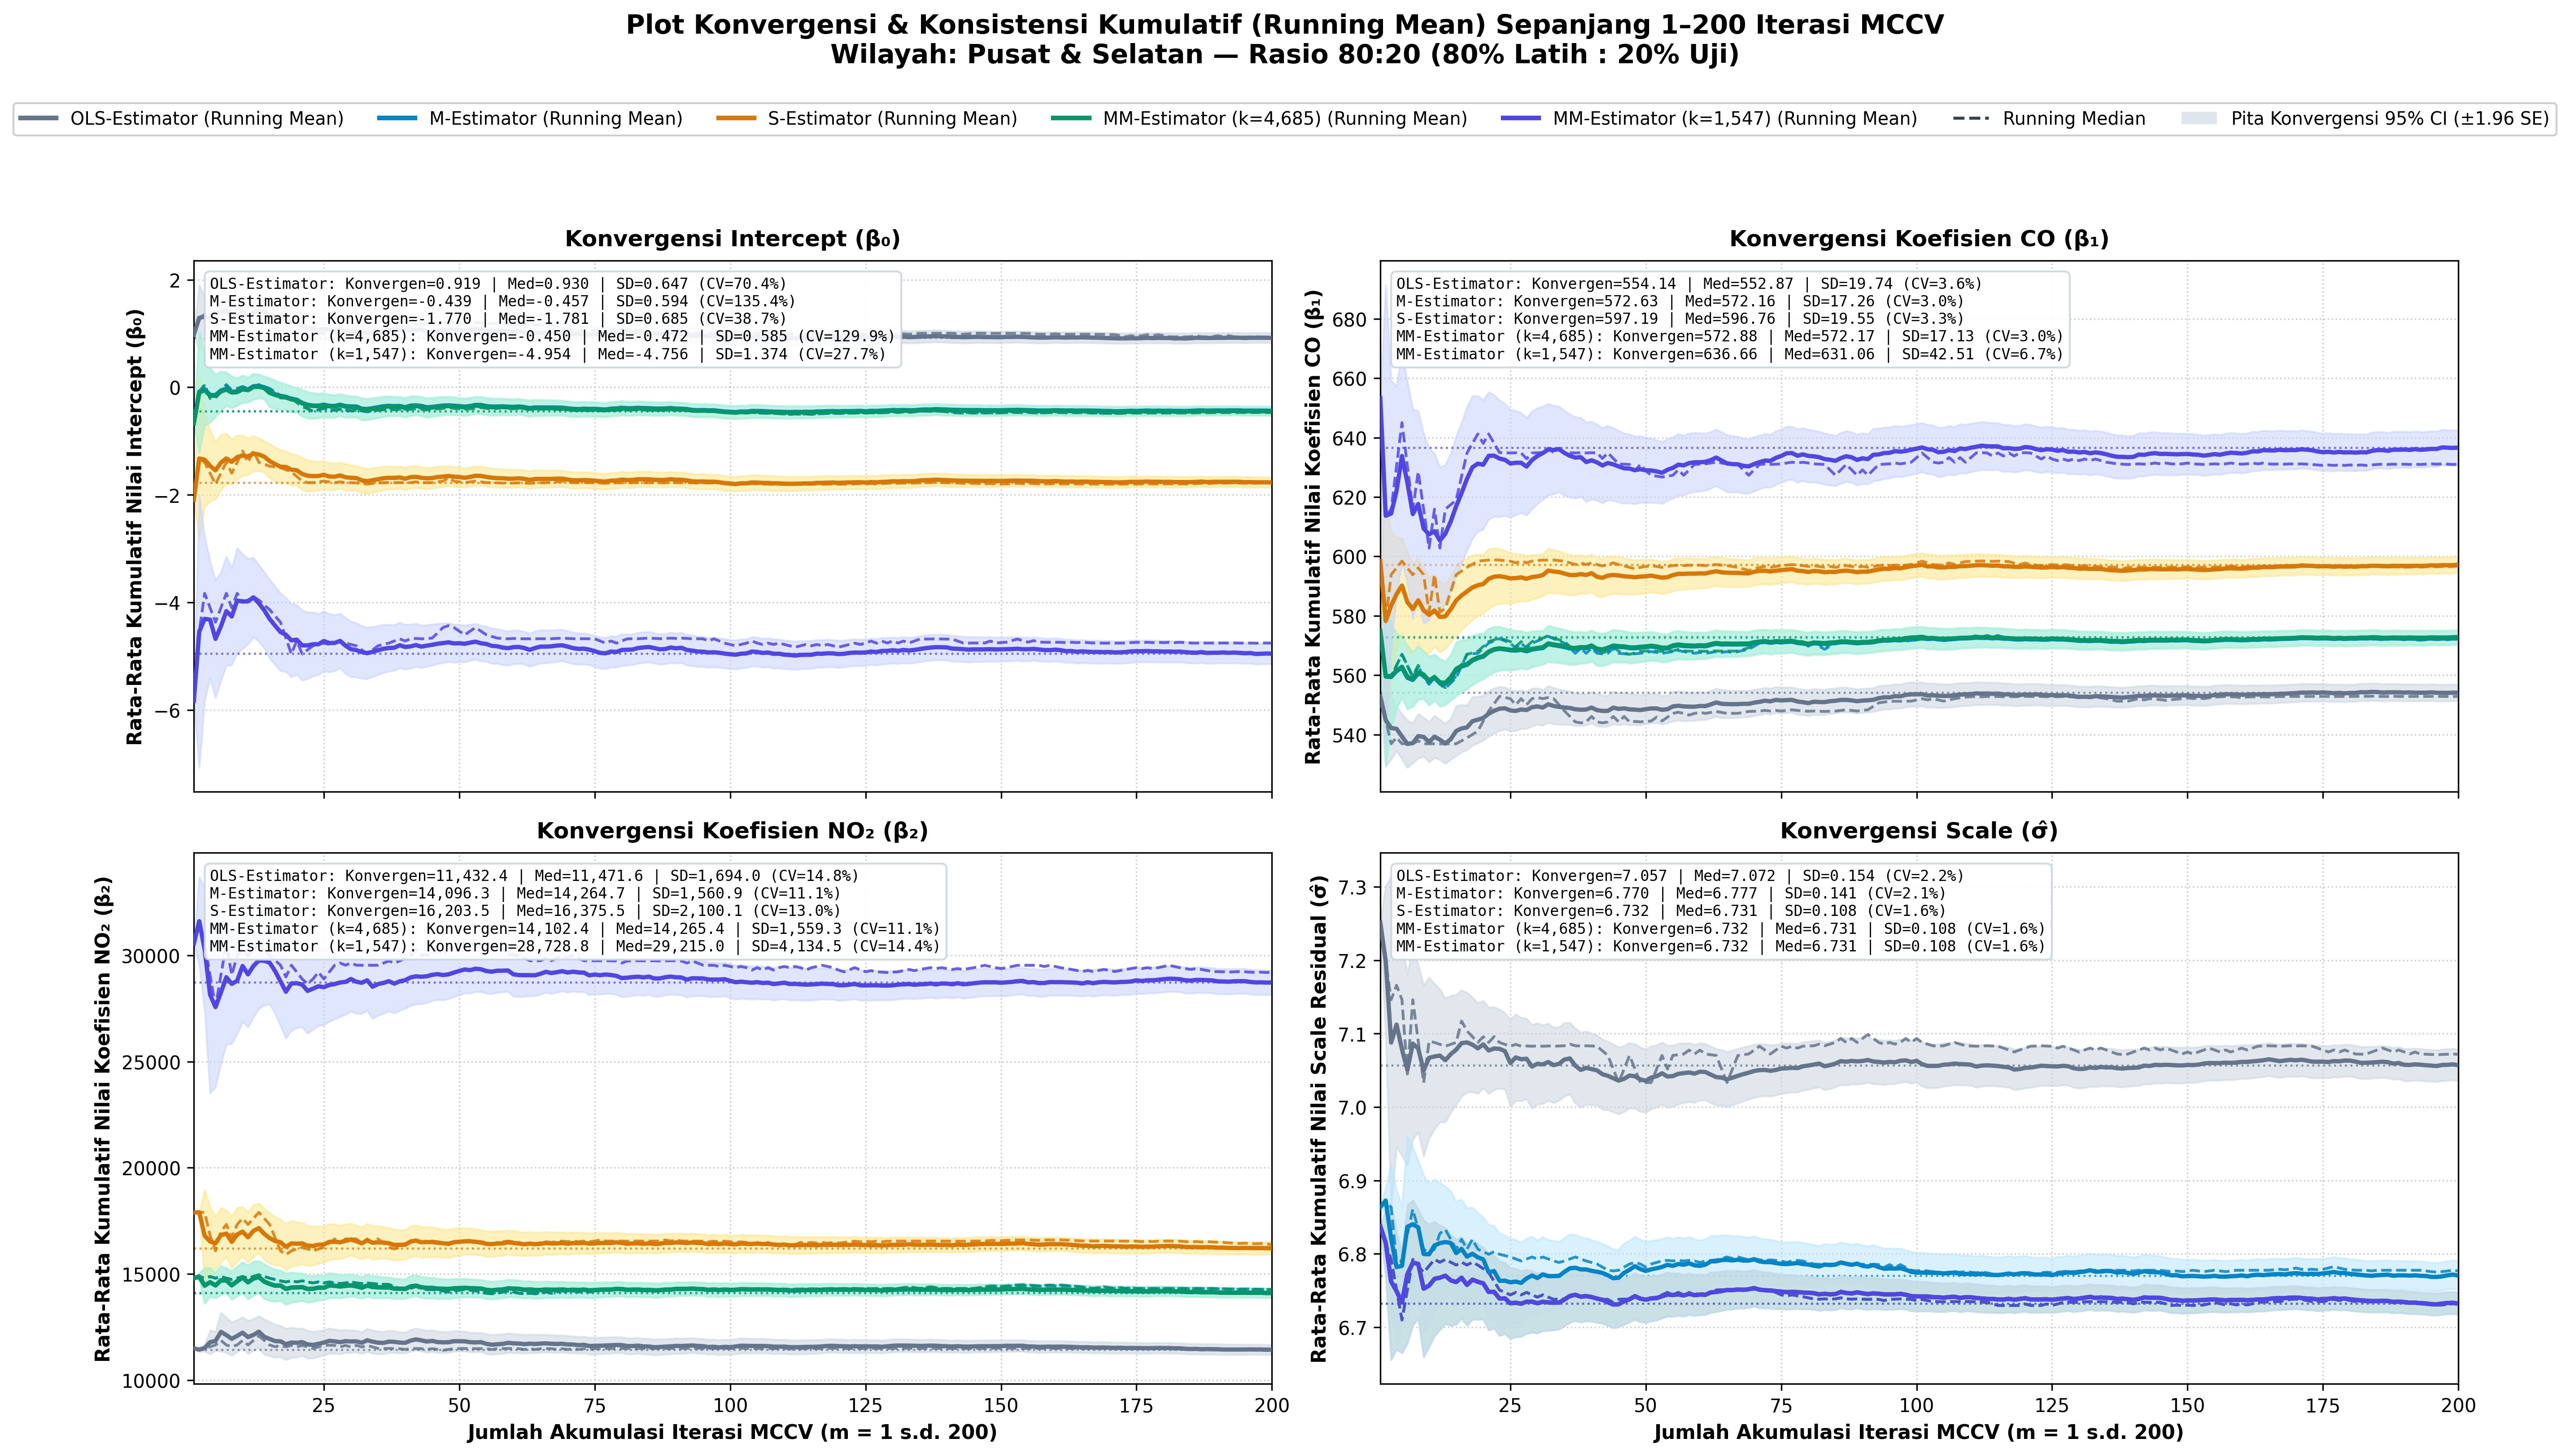 Plot Konvergensi & Konsistensi Kumulatif (Running Mean) Sepanjang 1–200 Iterasi MCCV
Wilayah: Pusat & Selatan — Rasio 80:20 (80% Latih : 20% Uji)
OLS-Estimator (Running Mean) M-Estimator (Running Mean) S-Estimator (Running Mean) MM-Estimator (k=4,685) (Running Mean) MM-Estimator (k=1,547) (Running Mean) Running Median Pita Konvergensi 95% CI (±1.96 SE)
Konvergensi Intercept (β₀)
OLS-Estimator: Konvergen=0.919 | Med=0.930 | SD=0.647 (CV=70.4%)
M-Estimator: Konvergen=-0.439 | Med=-0.457 | SD=0.594 (CV=135.4%)
S-Estimator: Konvergen=-1.770 | Med=-1.781 | SD=0.685 (CV=38.7%)
MM-Estimator (k=4,685): Konvergen=-0.450 | Med=-0.472 | SD=0.585 (CV=129.9%)
MM-Estimator (k=1,547): Konvergen=-4.954 | Med=-4.756 | SD=1.374 (CV=27.7%)
Rata-Rata Kumulatif Nilai Intercept (β₀)
2
0
−2
−4
−6
Konvergensi Koefisien CO (β₁)
OLS-Estimator: Konvergen=554.14 | Med=552.87 | SD=19.74 (CV=3.6%)
M-Estimator: Konvergen=572.63 | Med=572.16 | SD=17.26 (CV=3.0%)
S-Estimator: Konvergen=597.19 | Med=596.76 | SD=19.55 (CV=3.3%)
MM-Estimator (k=4,685): Konvergen=572.88 | Med=572.17 | SD=17.13 (CV=3.0%)
MM-Estimator (k=1,547): Konvergen=636.66 | Med=631.06 | SD=42.51 (CV=6.7%)
Rata-Rata Kumulatif Nilai Koefisien CO (β₁)
680
660
640
620
600
580
560
540
Konvergensi Koefisien NO₂ (β₂)
OLS-Estimator: Konvergen=11,432.4 | Med=11,471.6 | SD=1,694.0 (CV=14.8%)
M-Estimator: Konvergen=14,096.3 | Med=14,264.7 | SD=1,560.9 (CV=11.1%)
S-Estimator: Konvergen=16,203.5 | Med=16,375.5 | SD=2,100.1 (CV=13.0%)
MM-Estimator (k=4,685): Konvergen=14,102.4 | Med=14,265.4 | SD=1,559.3 (CV=11.1%)
MM-Estimator (k=1,547): Konvergen=28,728.8 | Med=29,215.0 | SD=4,134.5 (CV=14.4%)
Rata-Rata Kumulatif Nilai Koefisien NO₂ (β₂)
30000
25000
20000
15000
10000
25 50 75 100 125 150 175 200
Jumlah Akumulasi Iterasi MCCV (m = 1 s.d. 200)
Konvergensi Scale (σ̂)
OLS-Estimator: Konvergen=7.057 | Med=7.072 | SD=0.154 (CV=2.2%)
M-Estimator: Konvergen=6.770 | Med=6.777 | SD=0.141 (CV=2.1%)
S-Estimator: Konvergen=6.732 | Med=6.731 | SD=0.108 (CV=1.6%)
MM-Estimator (k=4,685): Konvergen=6.732 | Med=6.731 | SD=0.108 (CV=1.6%)
MM-Estimator (k=1,547): Konvergen=6.732 | Med=6.731 | SD=0.108 (CV=1.6%)
Rata-Rata Kumulatif Nilai Scale Residual (σ̂)
7.3
7.2
7.1
7.0
6.9
6.8
6.7
25 50 75 100 125 150 175 200
Jumlah Akumulasi Iterasi MCCV (m = 1 s.d. 200)